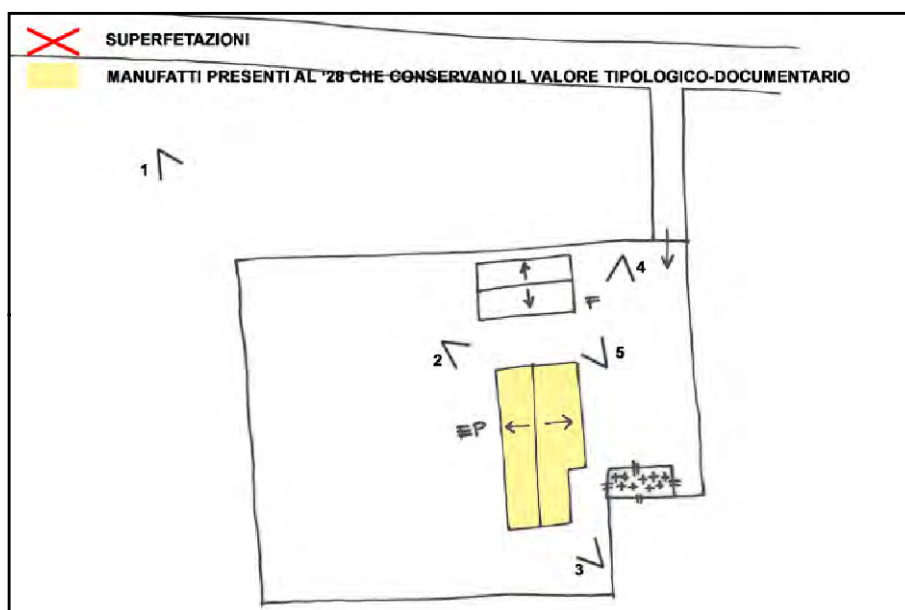 SUPERFETAZIONI
MANUFATTI PRESENTI AL '28 CHE CONSERVANO IL VALORE TIPOLOGICO-DOCUMENTARIO
1
4
F
2
5
EP
3